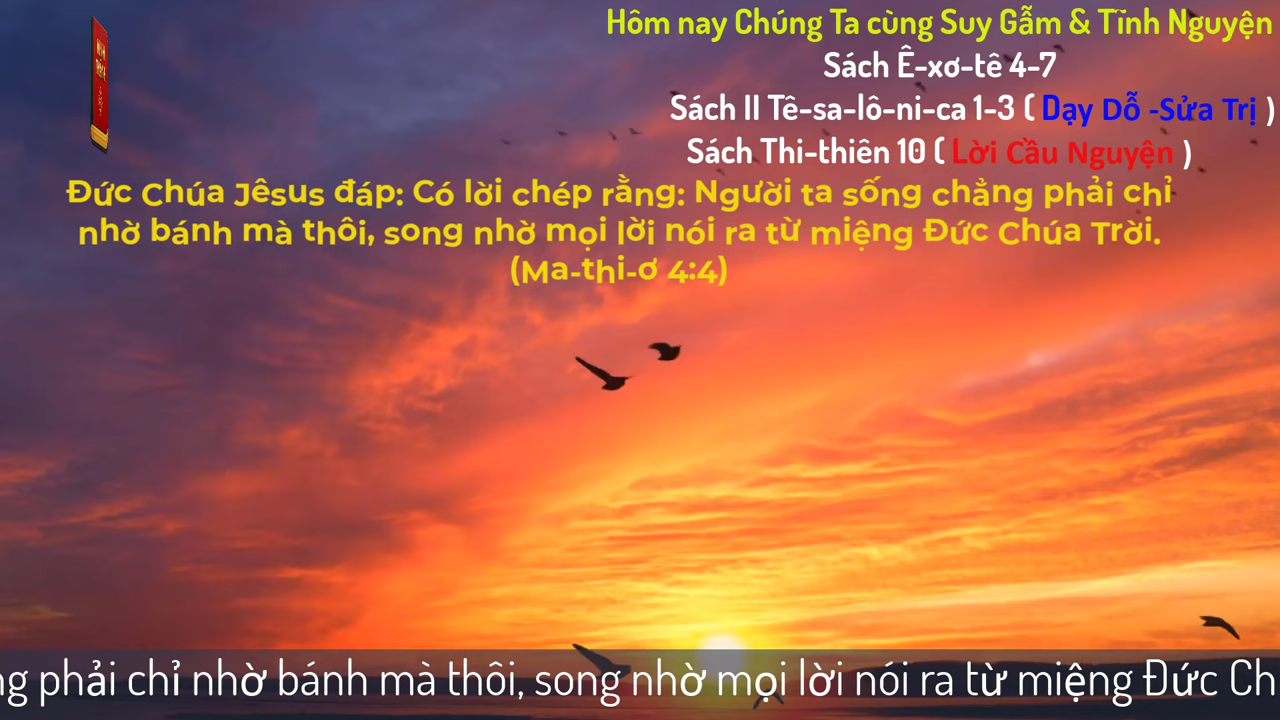 Hôm nay Chúng Ta cùng Suy Gẫm & Tĩnh Nguyện
Sách Ê-xơ-tê 4-7
Sách II Tê-sa-lô-ni-ca 1-3 ( Dạy Dỗ -Sửa Trị )
Sách Thi-thiên 10 ( Lời Cầu Nguyện )
Đức Chúa Jêsus đáp: Có lời chép rằng: Người ta sống chẳng phải chỉ
nhờ bánh mà thôi, song nhờ mọi lời nói ra từ miệng Đức Chúa Trời.
(Ma-thi-ơ 4:4)
ng phải chỉ nhờ bánh mà thôi, song nhờ mọi lời nói ra từ miệng Đức Ch